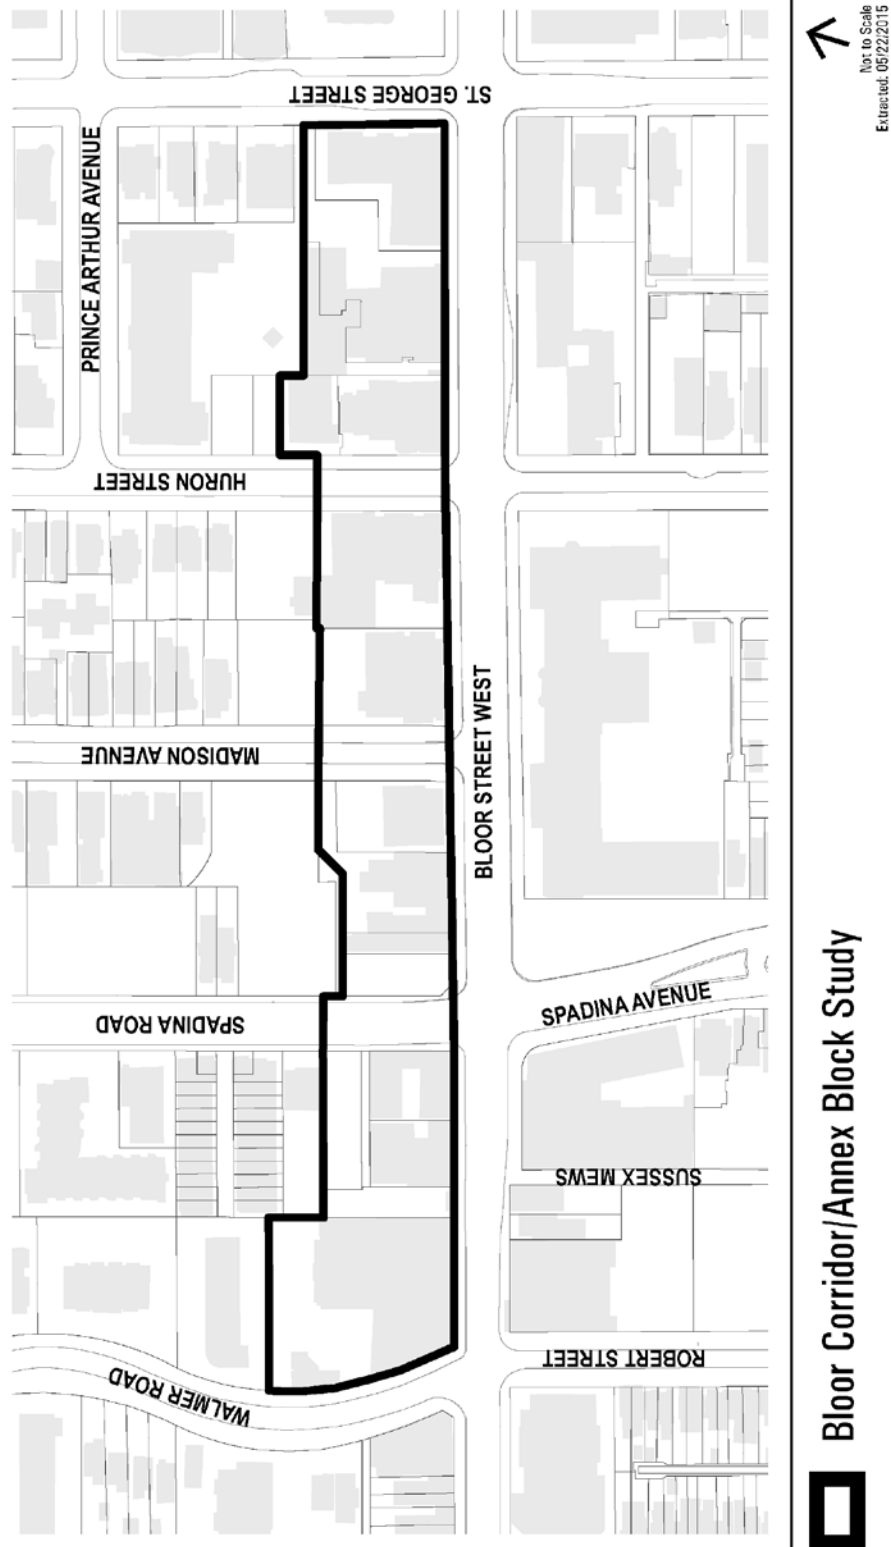 ST. GEORGE STREET
PRINCE ARTHUR AVENUE
HURON STREET
MADISON AVENUE
BLOOR STREET WEST
SPADINA ROAD
SPADINA AVENUE
SUSSEX MEWS
WALMER ROAD
ROBERT STREET
Bloor Corridor/Annex Block Study
Not to Scale
Extracted: 05/22/2015